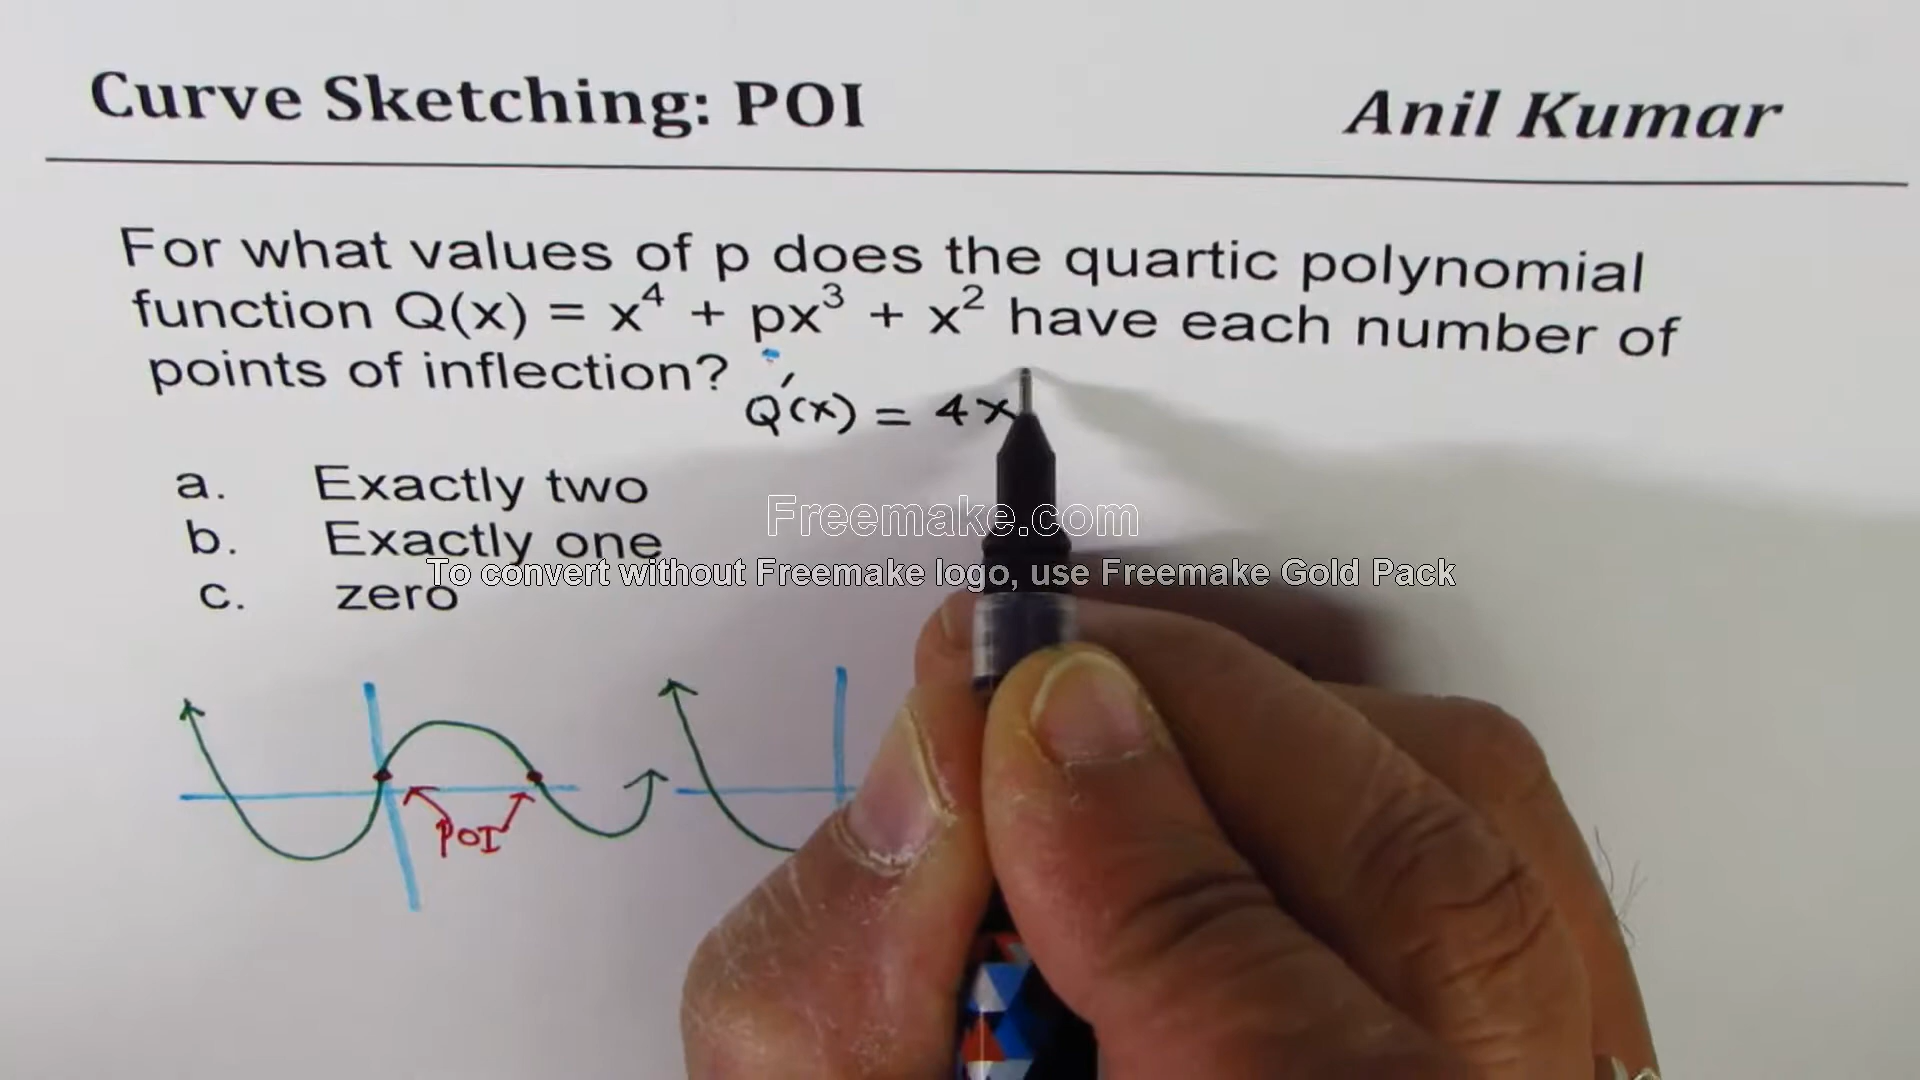 Curve Sketching: POI
Anil Kumar
For what values of p does the quartic polynomial
function Q(x) = x⁴ + px³ + x² have each number of
points of inflection?
Q'(x) = 4x
a. Exactly two
b. Exactly one
c. zero
Freemake.com
To convert without Freemake logo, use Freemake Gold Pack
POI